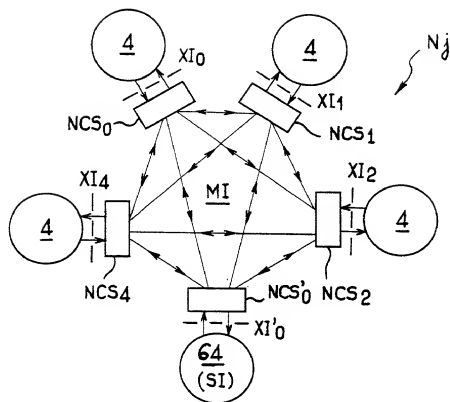 4
4
Nj
XI0
XI1
NCS0
NCS1
MI
XI4
XI2
4
4
NCS4
NCS2
NCS'0
XI'0
64
(SI)